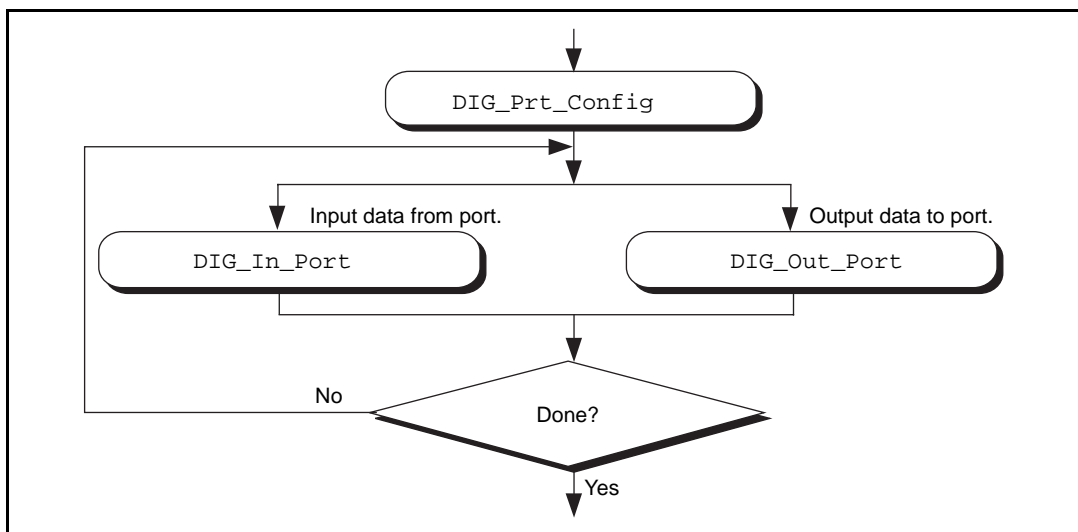 DIG_Prt_Config
Input data from port.
Output data to port.
DIG_In_Port
DIG_Out_Port
No
Done?
Yes